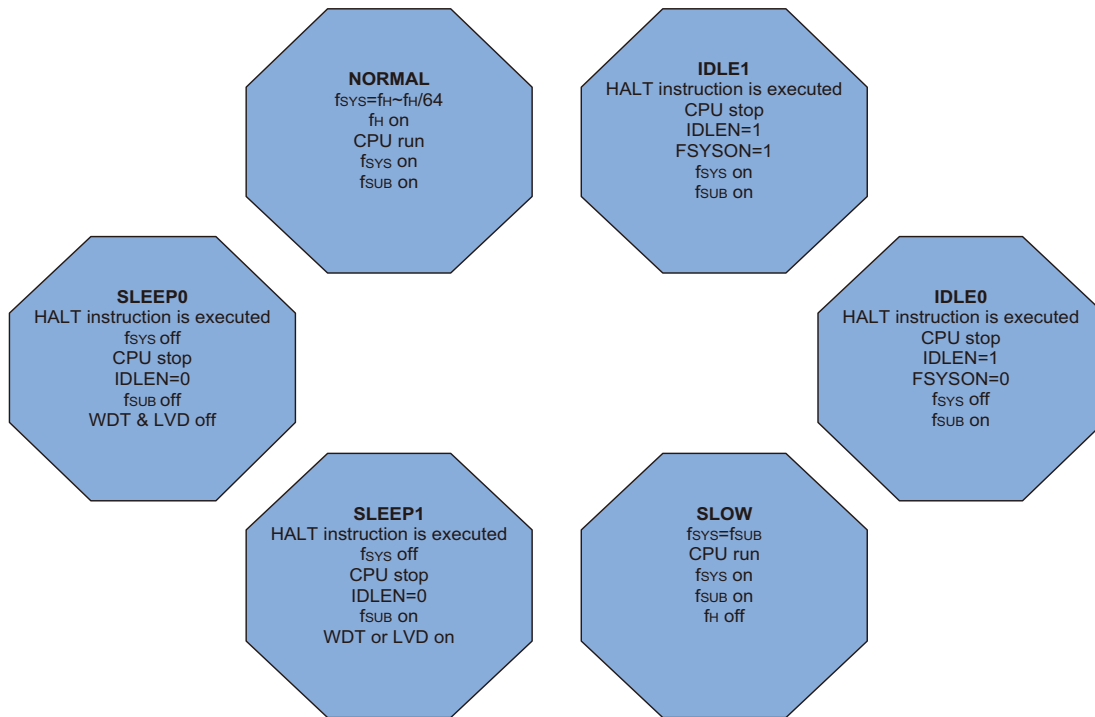 NORMAL
fSYS=fH~fH/64
fH on
CPU run
fSYS on
fSUB on
IDLE1
HALT instruction is executed
CPU stop
IDLEN=1
FSYSON=1
fSYS on
fSUB on
SLEEP0
HALT instruction is executed
fSYS off
CPU stop
IDLEN=0
fSUB off
WDT & LVD off
IDLE0
HALT instruction is executed
CPU stop
IDLEN=1
FSYSON=0
fSYS off
fSUB on
SLEEP1
HALT instruction is executed
fSYS off
CPU stop
IDLEN=0
fSUB on
WDT or LVD on
SLOW
fSYS=fSUB
CPU run
fSYS on
fSUB on
fH off